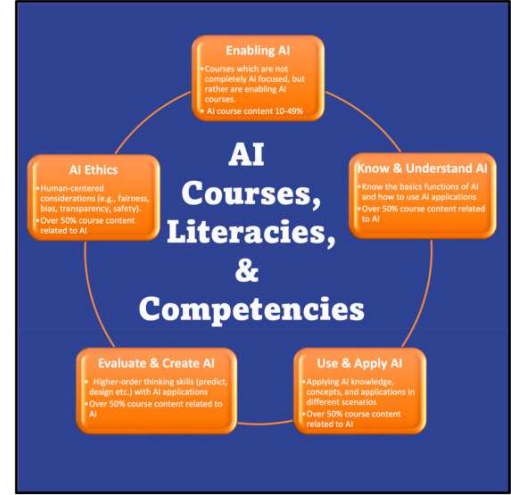 Enabling AI
•Courses which are not
completely AI focused, but
rather are enabling AI
courses.
• AI course content 10-49%
AI Ethics
•Human-centered
considerations (e.g., fairness,
bias, transparency, safety).
•Over 50% course content
related to AI
AI
Courses,
Literacies,
&
Competencies
Know & Understand AI
•Know the basics functions of AI
and how to use AI applications
•Over 50% course content
related to AI
Evaluate & Create AI
• Higher-order thinking skills (predict,
design etc.) with AI applications
•Over 50% course content related to
AI
Use & Apply AI
•Applying AI knowledge,
concepts, and applications in
different scenarios
•Over 50% course content
related to AI